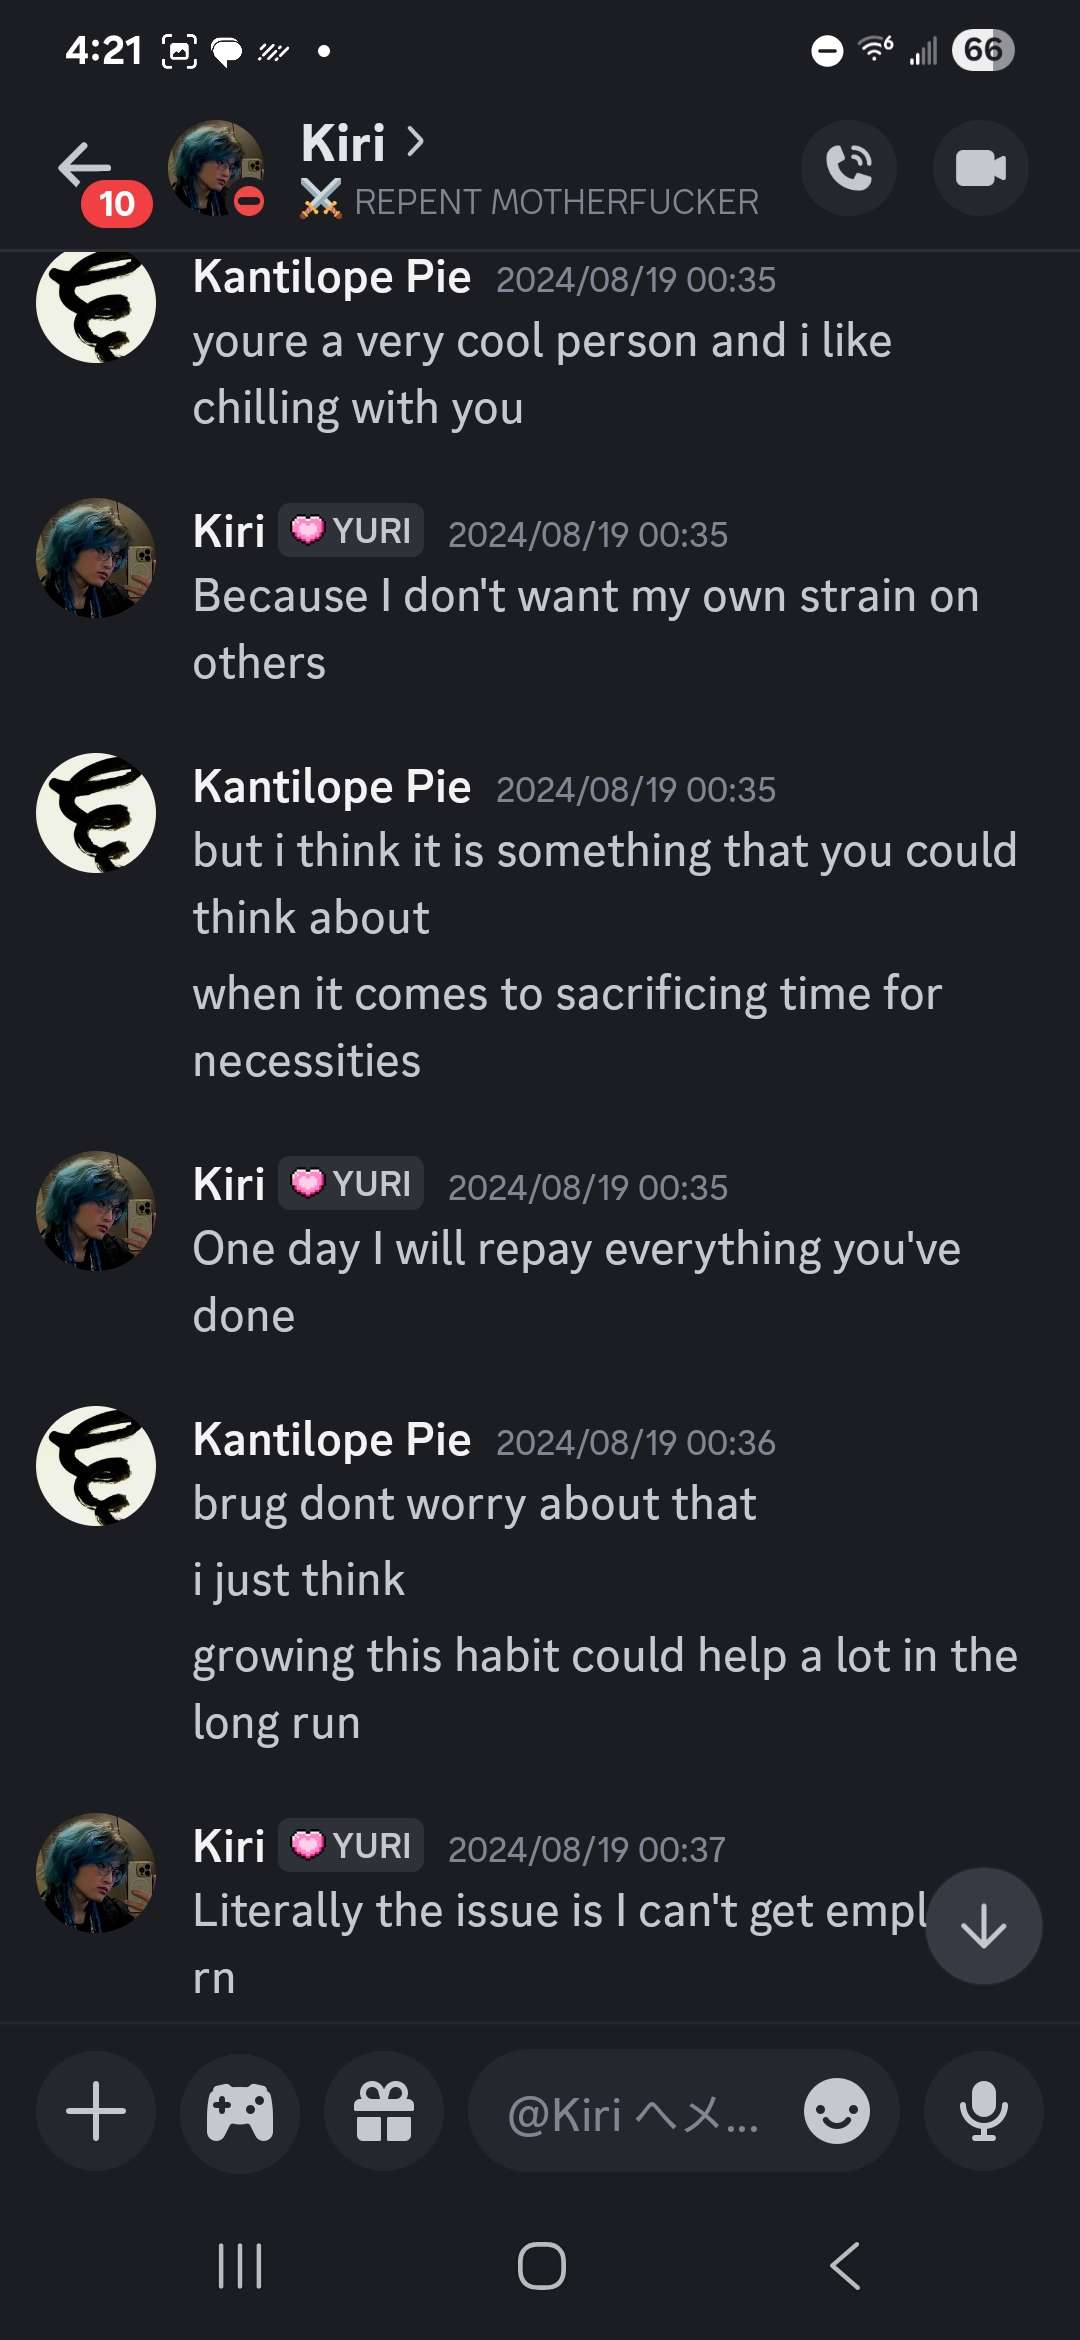 4:21
66
10
Kiri
REPENT MOTHERFUCKER
Kantilope Pie 2024/08/19 00:35
youre a very cool person and i like
chilling with you
Kiri YURI 2024/08/19 00:35
Because I don't want my own strain on
others
Kantilope Pie 2024/08/19 00:35
but i think it is something that you could
think about
when it comes to sacrificing time for
necessities
Kiri YURI 2024/08/19 00:35
One day I will repay everything you've
done
Kantilope Pie 2024/08/19 00:36
brug dont worry about that
i just think
growing this habit could help a lot in the
long run
Kiri YURI 2024/08/19 00:37
Literally the issue is I can't get empl
rn
@Kiri へメ...